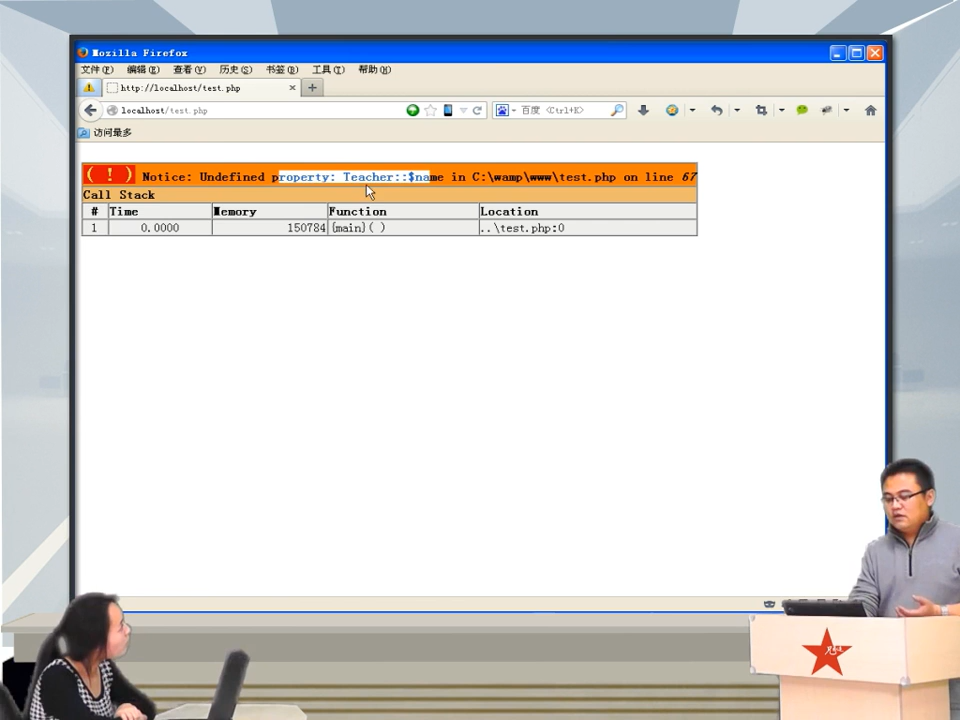 Mozilla Firefox
文件(F) 编辑(E) 查看(V) 历史(S) 书签(B) 工具(T) 帮助(H)
http://localhost/test.php
localhost/test.php
百度 <Ctrl+K>
访问最多
( ! ) Notice: Undefined property: Teacher::$name in C:\wamp\www\test.php on line 67
Call Stack
# Time Memory Function Location
1 0.0000 150784 {main}( ) ..\test.php:0